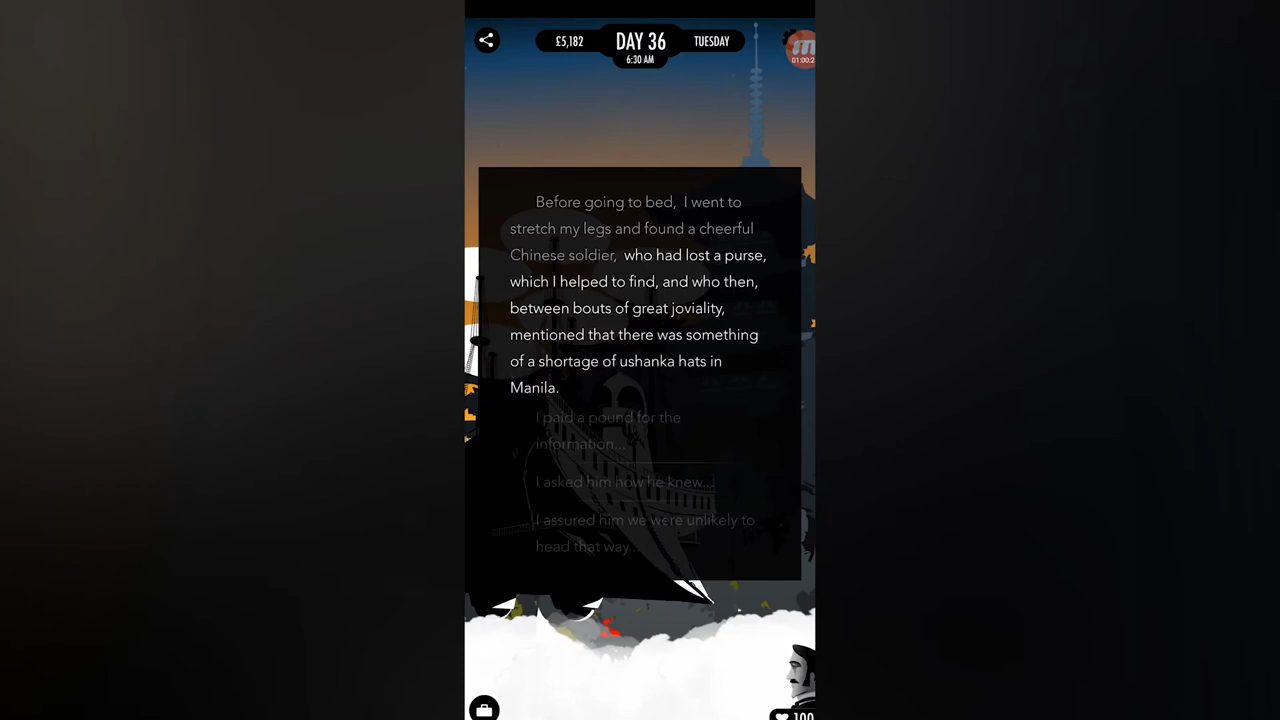 £5,182
DAY 36
TUESDAY
6:30 AM
01:00:2
Before going to bed, I went to
stretch my legs and found a cheerful
Chinese soldier, who had lost a purse,
which I helped to find, and who then,
between bouts of great joviality,
mentioned that there was something
of a shortage of ushanka hats in
Manila.
I paid a pound for the
information...
I asked him how he knew...
I assured him we were unlikely to
head that way...
100